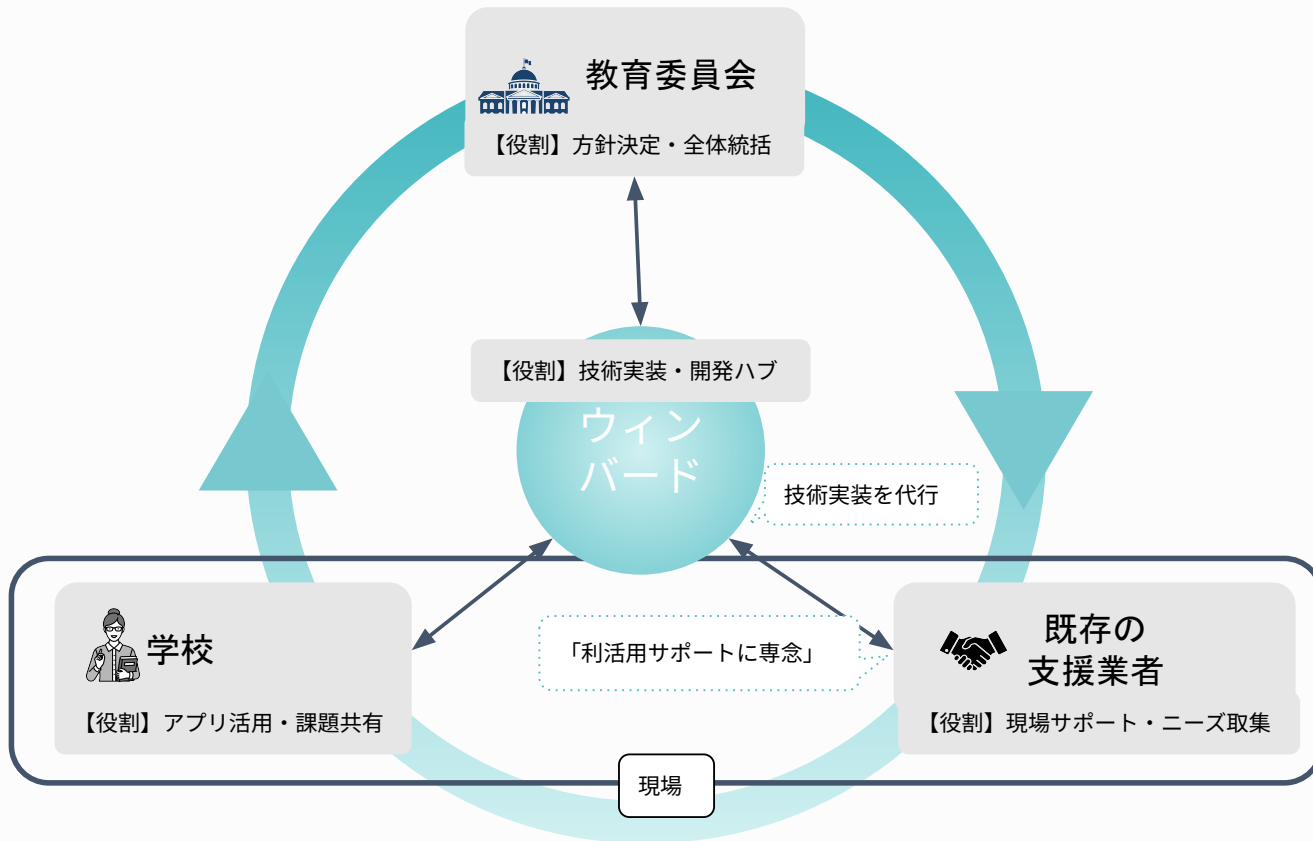 教育委員会
【役割】方針決定・全体統括
【役割】技術実装・開発ハブ
ウィン
バード
技術実装を代行
「利活用サポートに専念」
学校
【役割】アプリ活用・課題共有
既存の
支援業者
【役割】現場サポート・ニーズ取集
現場